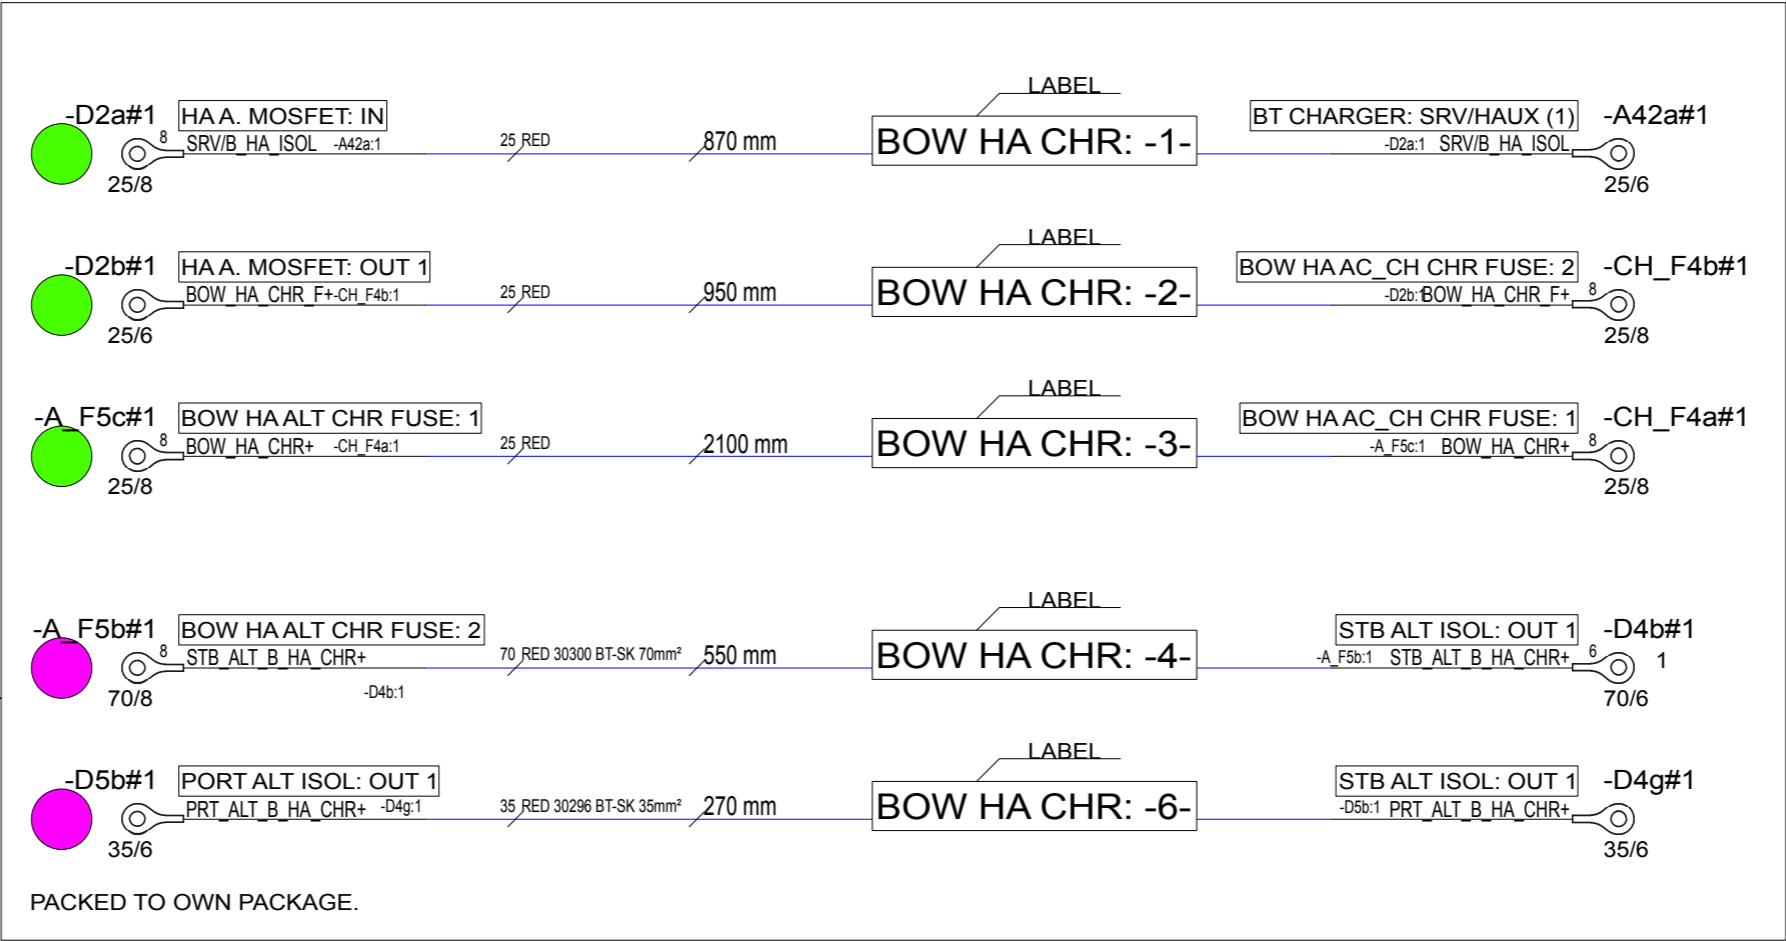 LABEL
-D2a#1 HA A. MOSFET: IN BT CHARGER: SRV/HAUX (1) -A42a#1
8 SRV/B_HA_ISOL -A42a:1 25 RED 870 mm BOW HA CHR: -1- -D2a:1 SRV/B_HA_ISOL
25/8 25/6
LABEL
-D2b#1 HA A. MOSFET: OUT 1 BOW HA AC_CH CHR FUSE: 2 -CH_F4b#1
BOW_HA_CHR_F+ -CH_F4b:1 25 RED 950 mm BOW HA CHR: -2- -D2b:1 BOW_HA_CHR_F+ 8
25/6 25/8
LABEL
-A_F5c#1 BOW HA ALT CHR FUSE: 1 BOW HA AC_CH CHR FUSE: 1 -CH_F4a#1
8 BOW_HA_CHR+ -CH_F4a:1 25 RED 2100 mm BOW HA CHR: -3- -A_F5c:1 BOW_HA_CHR+ 8
25/8 25/8
LABEL
-A_F5b#1 BOW HA ALT CHR FUSE: 2 STB ALT ISOL: OUT 1 -D4b#1
8 STB_ALT_B_HA_CHR+ 70 RED 30300 BT-SK 70mm² 550 mm BOW HA CHR: -4- -A_F5b:1 STB_ALT_B_HA_CHR+ 6 1
70/8 -D4b:1 70/6
LABEL
-D5b#1 PORT ALT ISOL: OUT 1 STB ALT ISOL: OUT 1 -D4g#1
PRT_ALT_B_HA_CHR+ -D4g:1 35 RED 30296 BT-SK 35mm² 270 mm BOW HA CHR: -6- -D5b:1 PRT_ALT_B_HA_CHR+
35/6 35/6
PACKED TO OWN PACKAGE.